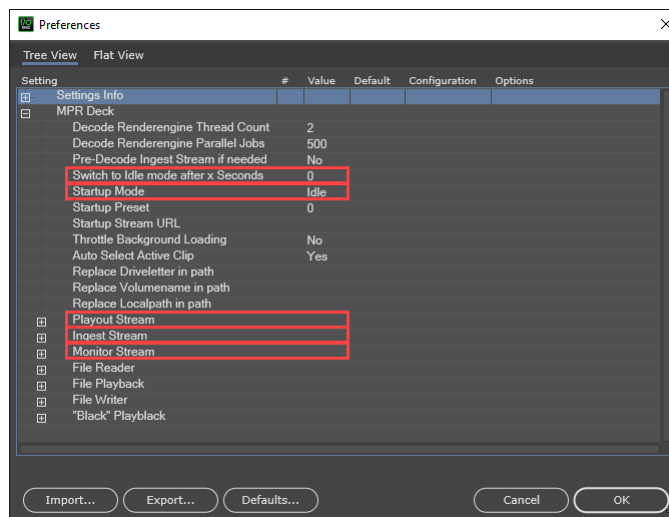 Preferences
Tree View Flat View
Setting # Value Default Configuration Options
Settings Info
MPR Deck
Decode Renderengine Thread Count 2
Decode Renderengine Parallel Jobs 500
Pre-Decode Ingest Stream if needed No
Switch to Idle mode after x Seconds 0
Startup Mode Idle
Startup Preset 0
Startup Stream URL
Throttle Background Loading No
Auto Select Active Clip Yes
Replace Driveletter in path
Replace Volumename in path
Replace Localpath in path
Playout Stream
Ingest Stream
Monitor Stream
File Reader
File Playback
File Writer
"Black" Playblack
Import... Export... Defaults... Cancel OK